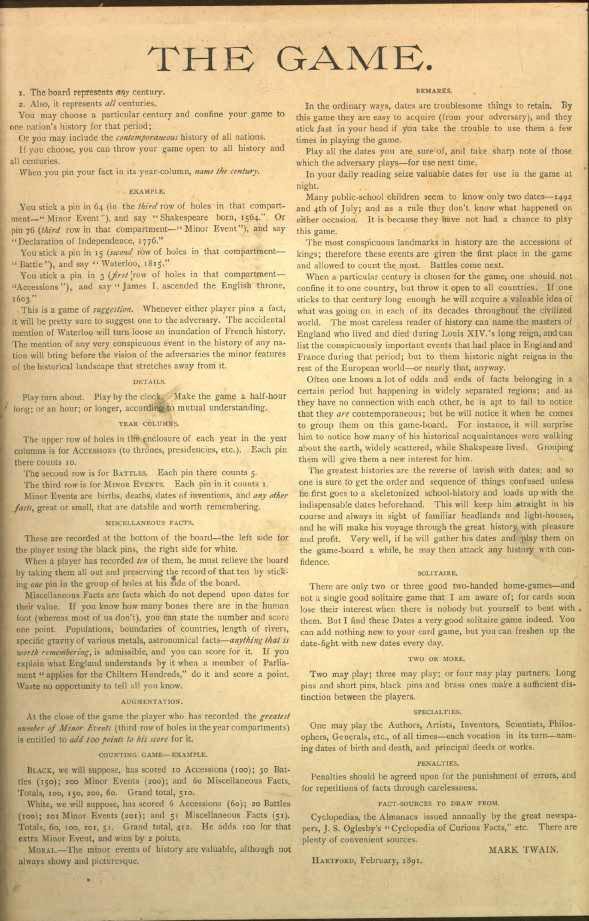 THE GAME.
1. The board represents any century.
2. Also, it represents all centuries.
You may choose a particular century and confine your game to
one nation's history for that period;
Or you may include the contemporaneous history of all nations.
If you choose, you can throw your game open to all history and
all centuries.
When you pin your fact in its year-column, name the century.
EXAMPLE.
You stick a pin in 64 (in the third row of holes in that compart-
ment—"Minor Event"), and say "Shakespeare born, 1564." Or
pin 76 (third row in that compartment—"Minor Event"), and say
"Declaration of Independence, 1776."
You stick a pin in 15 (second row of holes in that compartment—
"Battle"), and say "Waterloo, 1815."
You stick a pin in 3 (first row of holes in that compartment—
"Accessions"), and say "James I. ascended the English throne,
1603."
This is a game of suggestion. Whenever either player pins a fact,
it will be pretty sure to suggest one to the adversary. The accidental
mention of Waterloo will turn loose an inundation of French history.
The mention of any very conspicuous event in the history of any na-
tion will bring before the vision of the adversaries the minor features
of the historical landscape that stretches away from it.
DETAILS.
Play turn about. Play by the clock. Make the game a half-hour
long; or an hour; or longer, according to mutual understanding.
YEAR COLUMNS.
The upper row of holes in the enclosure of each year in the year
columns is for ACCESSIONS (to thrones, presidencies, etc.). Each pin
there counts 10.
The second row is for BATTLES. Each pin there counts 5.
The third row is for MINOR EVENTS. Each pin in it counts 1.
Minor Events are births, deaths, dates of inventions, and any other
facts, great or small, that are datable and worth remembering.
MISCELLANEOUS FACTS.
These are recorded at the bottom of the board—the left side for
the player using the black pins, the right side for white.
When a player has recorded ten of them, he must relieve the board
by taking them all out and preserving the record of that ten by stick-
ing one pin in the group of holes at his side of the board.
Miscellaneous Facts are facts which do not depend upon dates for
their value. If you know how many bones there are in the human
foot (whereas most of us don't), you can state the number and score
one point. Populations, boundaries of countries, length of rivers,
specific gravity of various metals, astronomical facts—anything that is
worth remembering, is admissible, and you can score for it. If you
explain what England understands by it when a member of Parlia-
ment "applies for the Chiltern Hundreds," do it and score a point.
Waste no opportunity to tell all you know.
AUGMENTATION.
At the close of the game the player who has recorded the greatest
number of Minor Events (third row of holes in the year compartments)
is entitled to add 100 points to his score for it.
COUNTING GAME—EXAMPLE.
BLACK, we will suppose, has scored 10 Accessions (100); 30 Bat-
tles (150); 200 Minor Events (200); and 60 Miscellaneous Facts.
Totals, 100, 150, 200, 60. Grand total, 510.
White, we will suppose, has scored 6 Accessions (60); 20 Battles
(100); 201 Minor Events (201); and 51 Miscellaneous Facts (51).
Totals, 60, 100, 201, 51. Grand total, 412. He adds 100 for that
extra Minor Event, and wins by 2 points.
MORAL.—The minor events of history are valuable, although not
always showy and picturesque.
REMARKS.
In the ordinary ways, dates are troublesome things to retain. By
this game they are easy to acquire (from your adversary), and they
stick fast in your head if you take the trouble to use them a few
times in playing the game.
Play all the dates you are sure of, and take sharp note of those
which the adversary plays—for use next time.
In your daily reading seize valuable dates for use in the game at
night.
Many public-school children seem to know only two dates—1492
and 4th of July; and as a rule they don't know what happened on
either occasion. It is because they have not had a chance to play
this game.
The most conspicuous landmarks in history are the accessions of
kings; therefore these events are given the first place in the game
and allowed to count the most. Battles come next.
When a particular century is chosen for the game, one should not
confine it to one country, but throw it open to all countries. If one
sticks to that century long enough he will acquire a valuable idea of
what was going on in each of its decades throughout the civilized
world. The most careless reader of history can name the masters of
England who lived and died during Louis XIV.'s long reign, and can
list the conspicuously important events that had place in England and
France during that period; but to them historic night reigns in the
rest of the European world—or nearly that, anyway.
Often one knows a lot of odds and ends of facts belonging in a
certain period but happening in widely separated regions; and as
they have no connection with each other, he is apt to fail to notice
that they are contemporaneous; but he will notice it when he comes
to group them on this game-board. For instance, it will surprise
him to notice how many of his historical acquaintances were walking
about the earth, widely scattered, while Shakspeare lived. Grouping
them will give them a new interest for him.
The greatest histories are the reverse of lavish with dates; and so
one is sure to get the order and sequence of things confused unless
he first goes to a skeletonized school-history and loads up with the
indispensable dates beforehand. This will keep him straight in his
course and always in sight of familiar headlands and light-houses,
and he will make his voyage through the great history with pleasure
and profit. Very well, if he will gather his dates and play them on
the game-board a while, he may then attack any history with con-
fidence.
SOLITAIRE.
There are only two or three good two-handed home-games—and
not a single good solitaire game that I am aware of; for cards soon
lose their interest when there is nobody but yourself to beat with
them. But I find these Dates a very good solitaire game indeed. You
can add nothing new to your card game, but you can freshen up the
date-fight with new dates every day.
TWO OR MORE.
Two may play; three may play; or four may play partners. Long
pins and short pins, black pins and brass ones make a sufficient dis-
tinction between the players.
SPECIALTIES.
One may play the Authors, Artists, Inventors, Scientists, Philos-
ophers, Generals, etc., of all times—each vocation in its turn—nam-
ing dates of birth and death, and principal deeds or works.
PENALTIES.
Penalties should be agreed upon for the punishment of errors, and
for repetitions of facts through carelessness.
FACT-SOURCES TO DRAW FROM.
Cyclopedias, the Almanacs issued annually by the great newspa-
pers, J. S. Oglesby's "Cyclopedia of Curious Facts," etc. There are
plenty of convenient sources.
MARK TWAIN.
HARTFORD, February, 1891.